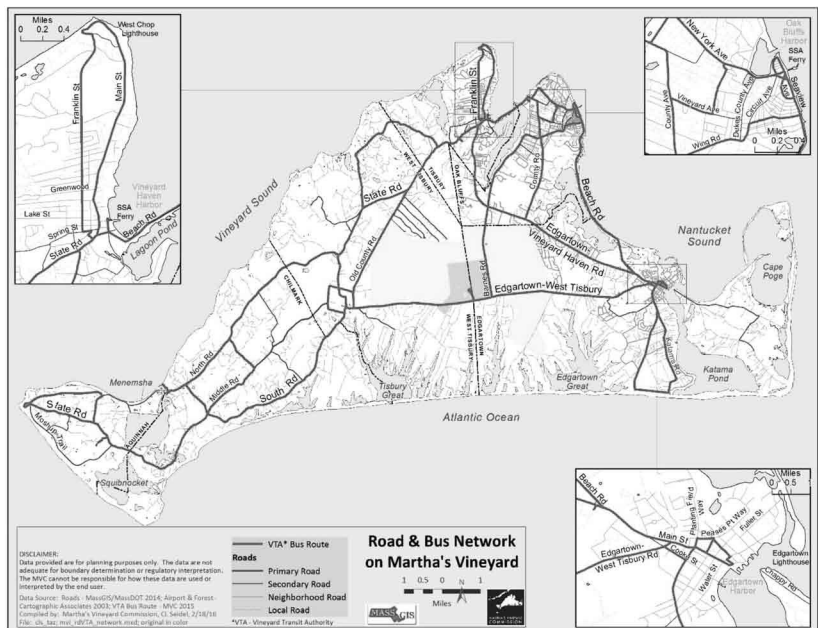 Miles
0 0.2 0.4
West Chop
Lighthouse
Franklin St
Main St
Greenwood
Lake St
Spring St
State Rd
Beach Rd
SSA
Ferry
Vineyard
Haven
Harbor
Lagoon Pond
Oak
Bluffs
Harbor
New York Ave
SSA
Ferry
County Ave
Vineyard Ave
Dukes County Ave
Circuit Ave
Seaview
Ave
Wing Rd
Miles
0 0.2 0.4
Franklin St
WEST TISBURY
TISBURY
OAK BLUFFS
County Rd
Beach Rd
State Rd
Vineyard Sound
Old County Rd
Edgartown-
Vineyard Haven Rd
Nantucket
Sound
Cape
Poge
Barnes Rd
Edgartown-West Tisbury
CHILMARK
EDGARTOWN
WEST TISBURY
North Rd
Middle Rd
South Rd
Menemsha
Tisbury
Great
Edgartown
Great
Katama Rd
Katama
Pond
State Rd
Moshup Trail
AQUINNAH
Squibnocket
Atlantic Ocean
Miles
0 0.5
Beach Rd
Planting Field
Way
Main St
Peases Pt Way
Fuller St
Edgartown-
West Tisbury Rd
Cooke St
Water St
Edgartown
Lighthouse
Edgartown
Harbor
Chappy Rd
DISCLAIMER:
Data provided are for planning purposes only. The data are not
adequate for boundary determination or regulatory interpretation.
The MVC cannot be responsible for how these data are used or
interpreted by the end user.
Data Source: Roads - MassGIS/MassDOT 2014; Airport & Forest-
Cartographic Associates 2003; VTA Bus Route - MVC 2015
Compiled by: Martha's Vineyard Commission, CI. Seidel, 2/18/16
VTA* Bus Route
Roads
Primary Road
Secondary Road
Neighborhood Road
Local Road
*VTA - Vineyard Transit Authority
Road & Bus Network
on Martha's Vineyard
1 0.5 0 N 1
Miles
MASSGIS